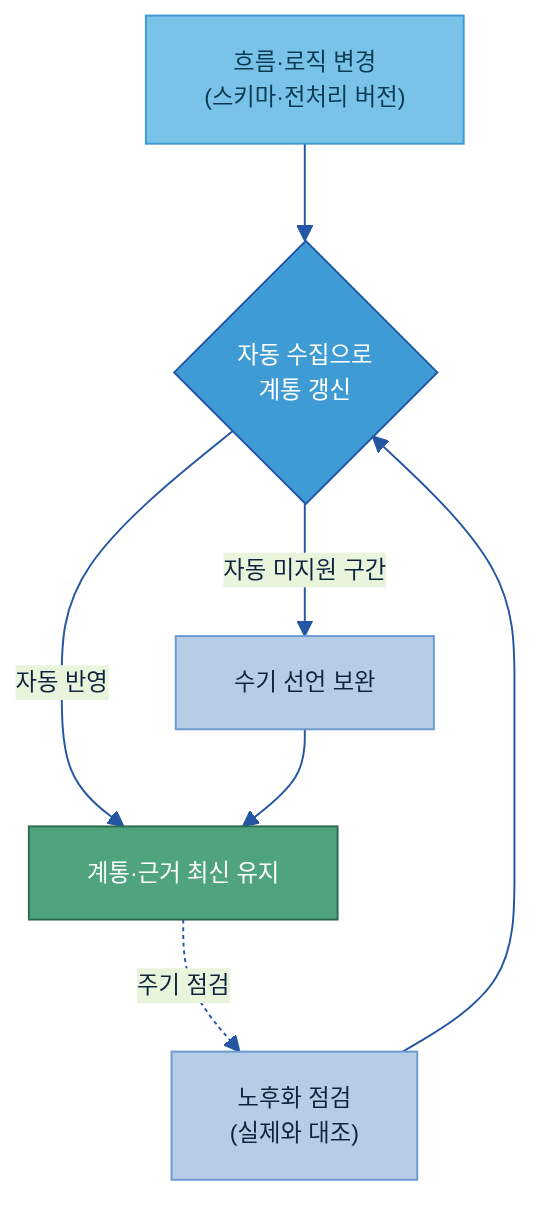 흐름·로직 변경
(스키마·전처리 버전)
자동 수집으로
계통 갱신
자동 미지원 구간
자동 반영
수기 선언 보완
계통·근거 최신 유지
주기 점검
노후화 점검
(실제와 대조)